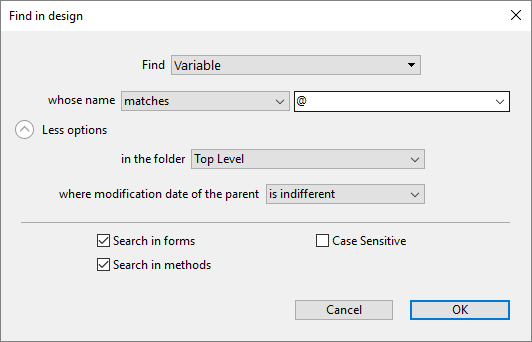 Find in design
Find Variable
whose name matches @
Less options
in the folder Top Level
where modification date of the parent is indifferent
Search in forms Case Sensitive
Search in methods
Cancel OK